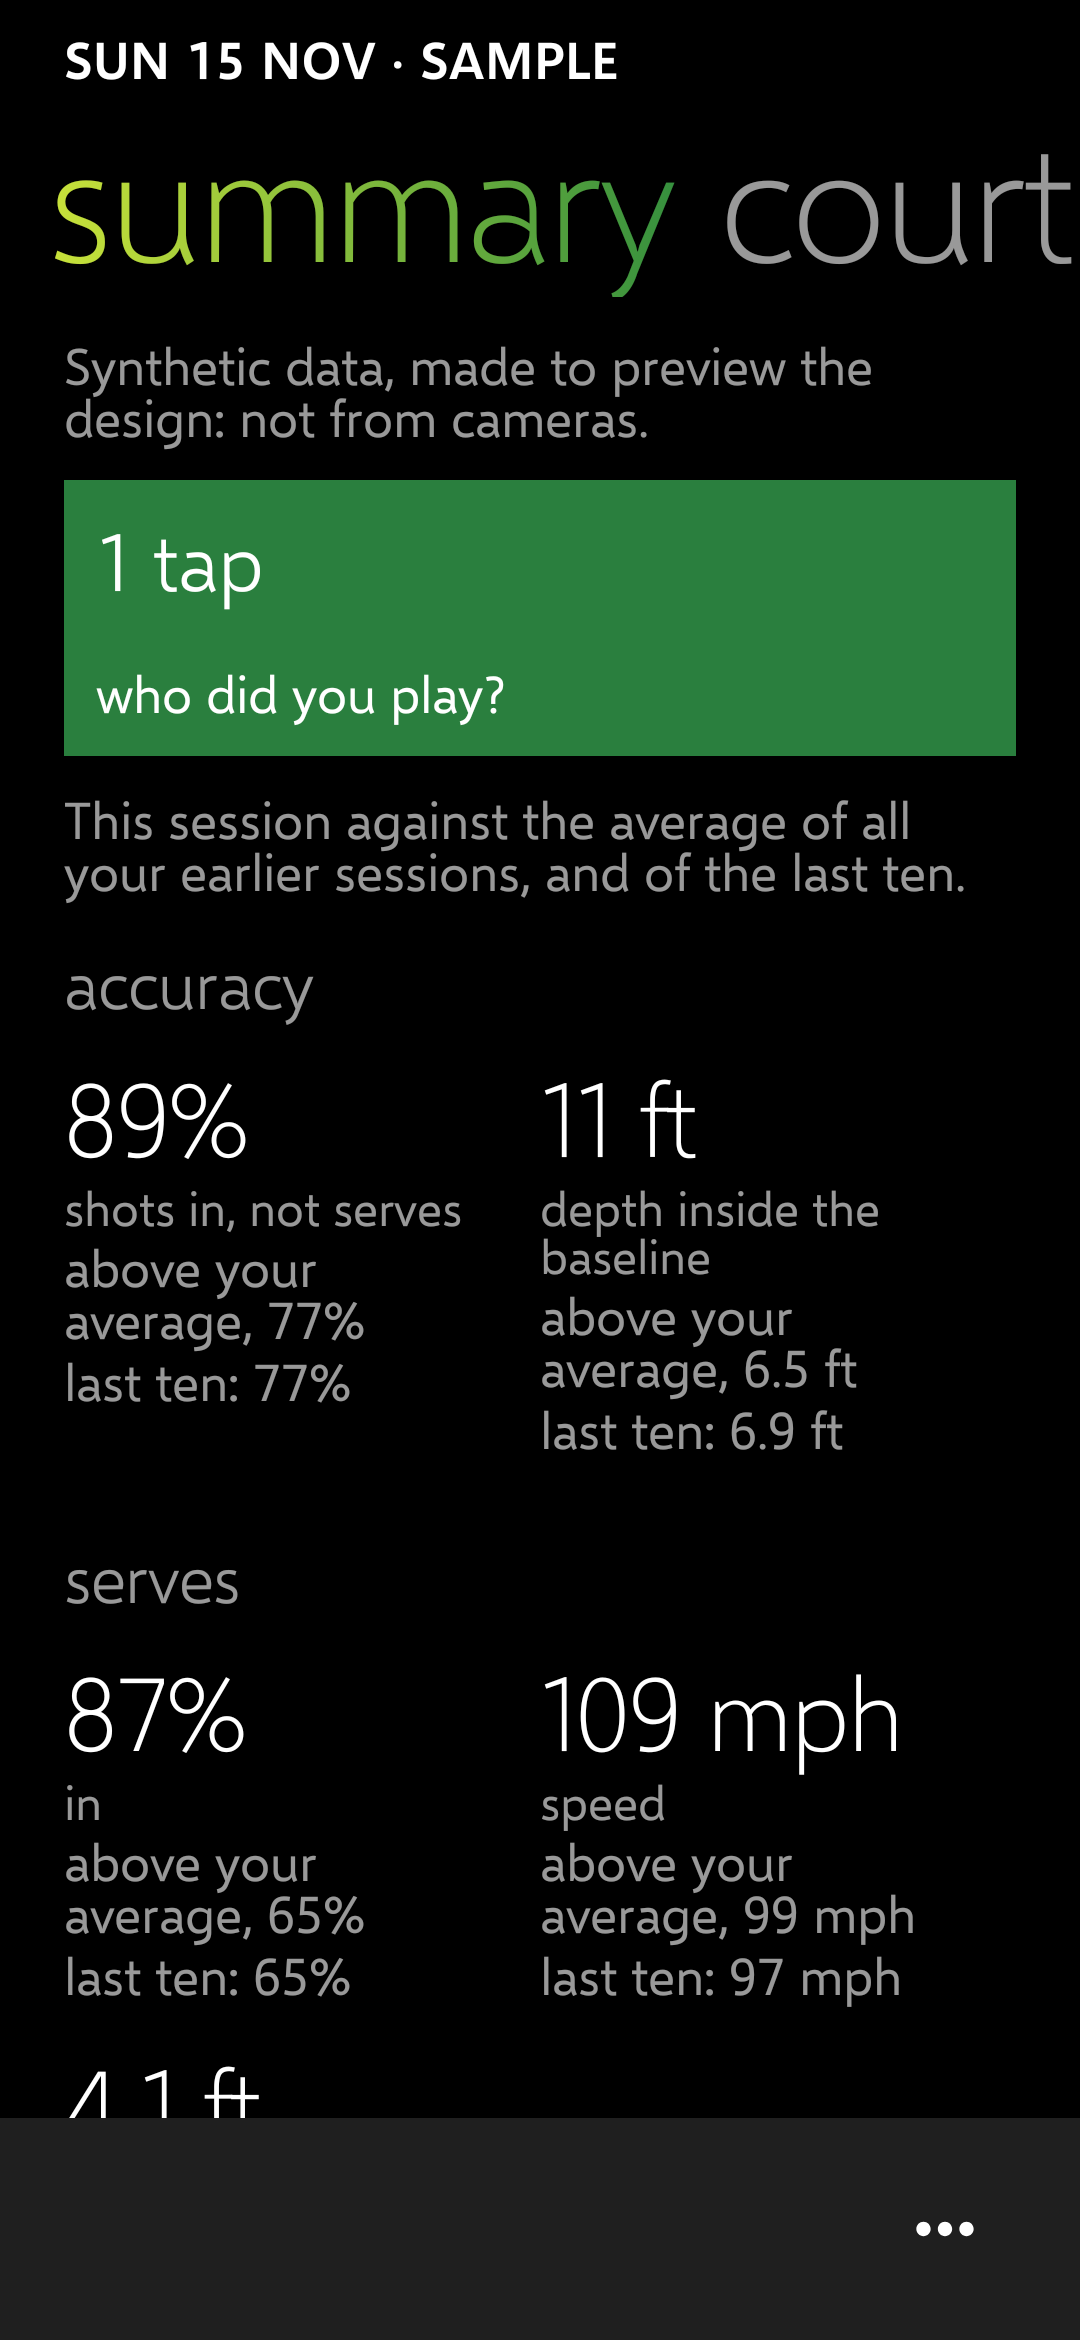 SUN 15 NOV · SAMPLE
summary court
Synthetic data, made to preview the
design: not from cameras.
1 tap
who did you play?
This session against the average of all
your earlier sessions, and of the last ten.
accuracy
89%
shots in, not serves
above your
average, 77%
last ten: 77%
11 ft
depth inside the
baseline
above your
average, 6.5 ft
last ten: 6.9 ft
serves
87%
in
above your
average, 65%
last ten: 65%
109 mph
speed
above your
average, 99 mph
last ten: 97 mph
4.1 ft